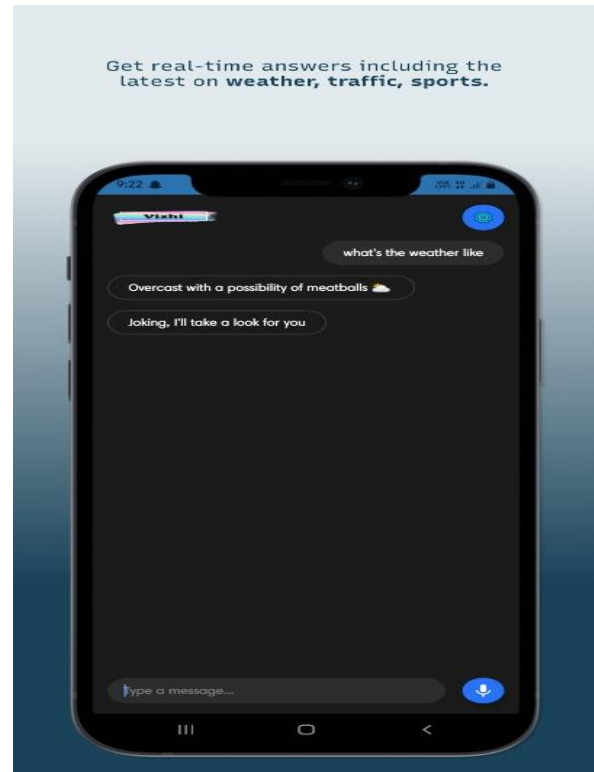 Get real-time answers including the
latest on weather, traffic, sports.
9:22
Vizhi
what's the weather like
Overcast with a possibility of meatballs
Joking, I'll take a look for you
Type a message...